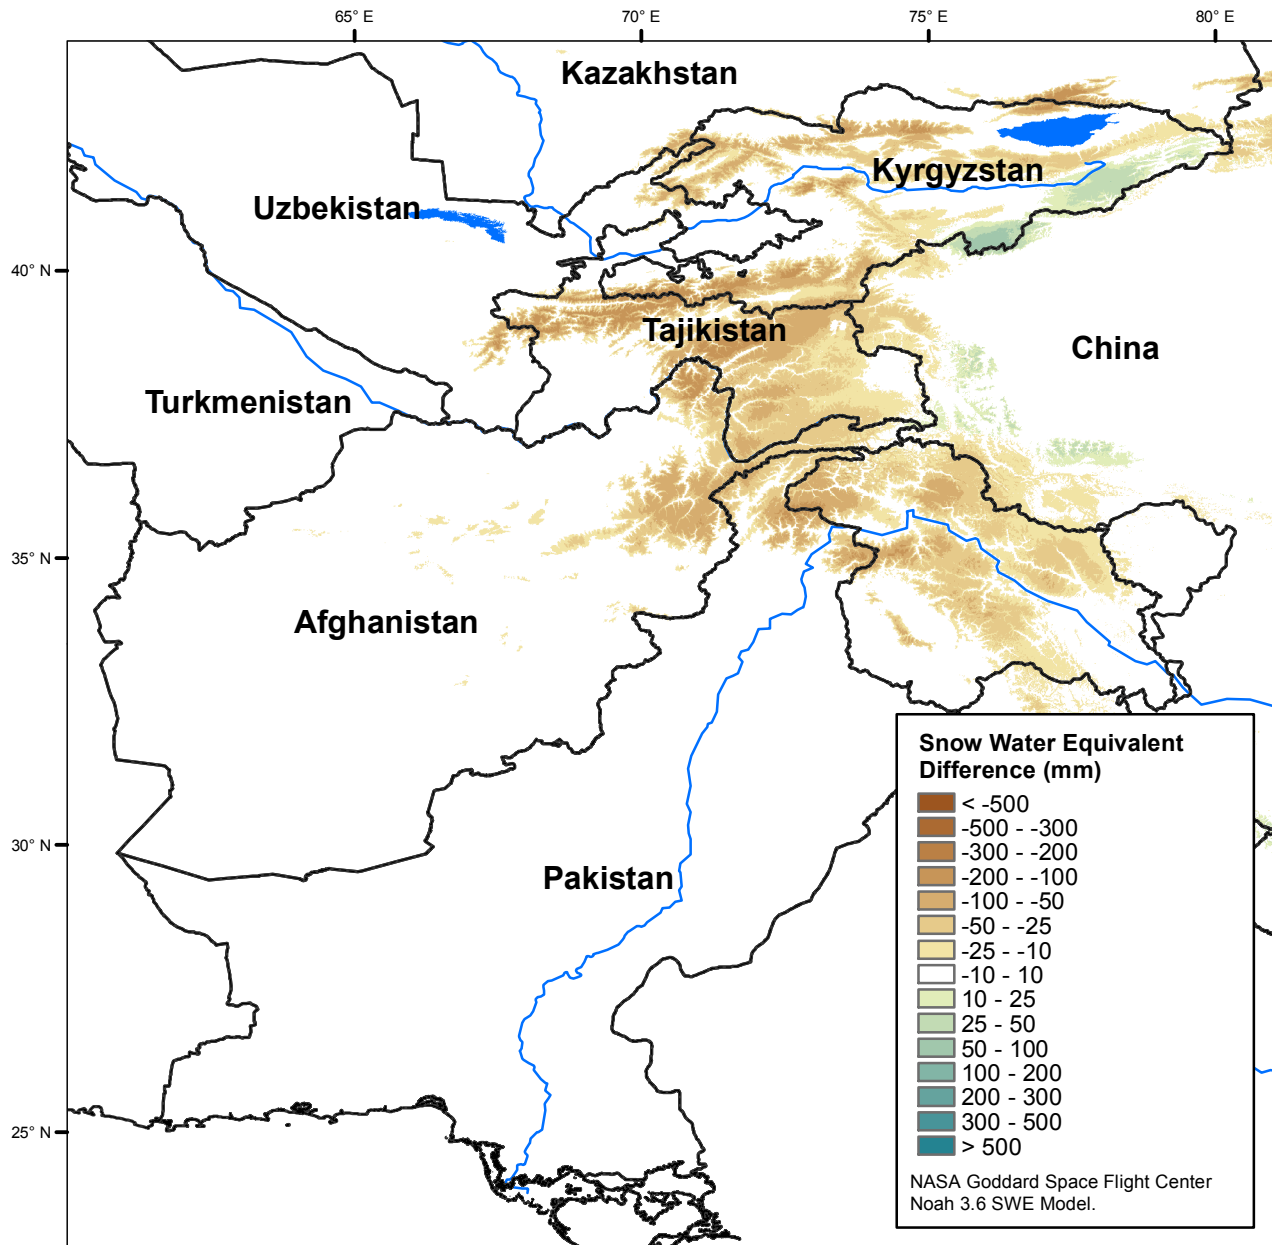 65° E
70° E
75° E
80° E
Kazakhstan
Kyrgyzstan
Uzbekistan
40° N
Tajikistan
China
Turkmenistan
35° N
Afghanistan
Snow Water Equivalent
Difference (mm)
< -500
-500 - -300
-300 - -200
-200 - -100
-100 - -50
-50 - -25
-25 - -10
-10 - 10
10 - 25
25 - 50
50 - 100
100 - 200
200 - 300
300 - 500
> 500
NASA Goddard Space Flight Center
Noah 3.6 SWE Model.
30° N
Pakistan
25° N